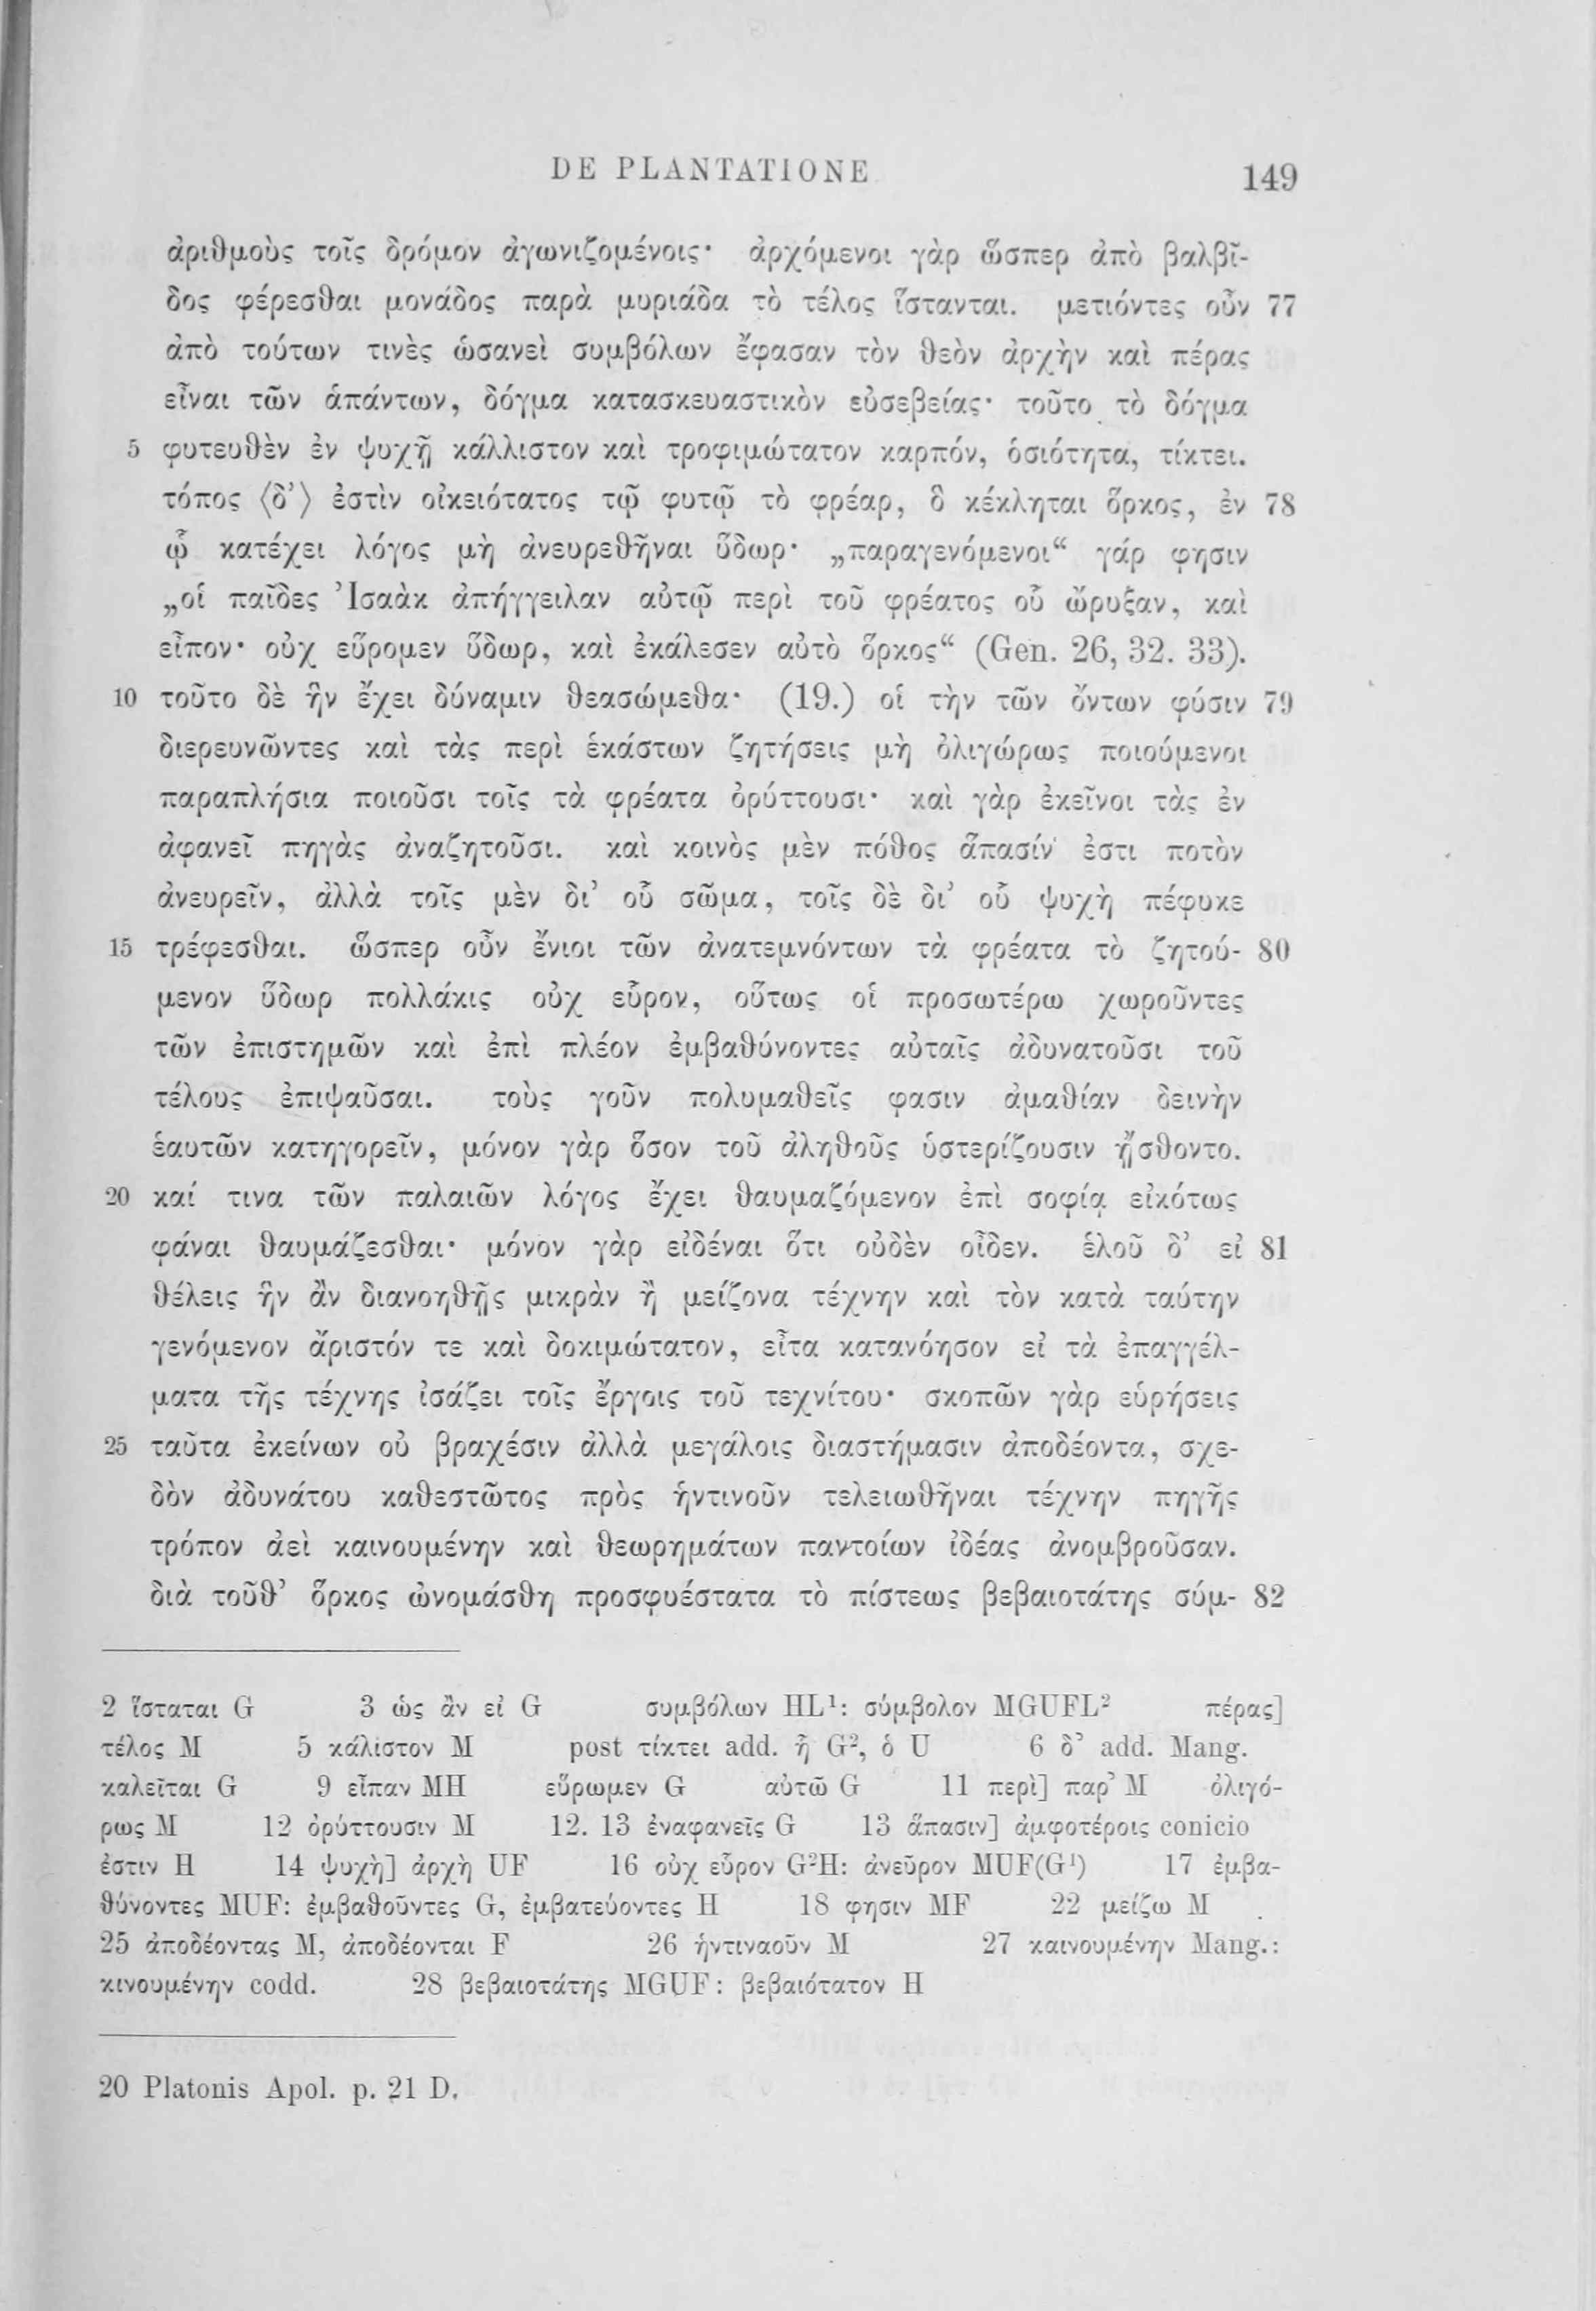 DE PLANTATIONE 149
ἀριθμοὺς τοῖς δρόμον ἀγωνιζομένοις· ἀρχόμενοι γὰρ ὥσπερ ἀπὸ βαλβῖ-
δος φέρεσθαι μονάδος παρὰ μυριάδα τὸ τέλος ἵστανται. μετιόντες οὖν 77
ἀπὸ τούτων τινὲς ὡσανεὶ συμβόλων ἔφασαν τὸν θεὸν ἀρχὴν καὶ πέρας
εἶναι τῶν ἁπάντων, δόγμα κατασκευαστικὸν εὐσεβείας· τοῦτο τὸ δόγμα
5 φυτευθὲν ἐν ψυχῇ κάλλιστον καὶ τροφιμώτατον καρπόν, ὁσιότητα, τίκτει.
τόπος ⟨δ’⟩ ἐστὶν οἰκειότατος τῷ φυτῷ τὸ φρέαρ, ὃ κέκληται ὅρκος, ἐν 78
ᾧ κατέχει λόγος μὴ ἀνευρεθῆναι ὕδωρ· „παραγενόμενοι“ γάρ φησιν
„οἱ παῖδες Ἰσαὰκ ἀπήγγειλαν αὐτῷ περὶ τοῦ φρέατος οὗ ὤρυξαν, καὶ
εἶπον· οὐχ εὕρομεν ὕδωρ, καὶ ἐκάλεσεν αὐτὸ ὅρκος“ (Gen. 26, 32. 33).
10 τοῦτο δὲ ἣν ἔχει δύναμιν θεασώμεθα· (19.) οἱ τὴν τῶν ὄντων φύσιν 79
διερευνῶντες καὶ τὰς περὶ ἑκάστων ζητήσεις μὴ ὀλιγώρως ποιούμενοι
παραπλήσια ποιοῦσι τοῖς τὰ φρέατα ὀρύττουσι· καὶ γὰρ ἐκεῖνοι τὰς ἐν
ἀφανεῖ πηγὰς ἀναζητοῦσι. καὶ κοινὸς μὲν πόθος ἅπασίν ἐστι ποτὸν
ἀνευρεῖν, ἀλλὰ τοῖς μὲν δι’ οὗ σῶμα, τοῖς δὲ δι’ οὗ ψυχὴ πέφυκε
15 τρέφεσθαι. ὥσπερ οὖν ἔνιοι τῶν ἀνατεμνόντων τὰ φρέατα τὸ ζητού- 80
μενον ὕδωρ πολλάκις οὐχ εὗρον, οὕτως οἱ προσωτέρω χωροῦντες
τῶν ἐπιστημῶν καὶ ἐπὶ πλέον ἐμβαθύνοντες αὐταῖς ἀδυνατοῦσι τοῦ
τέλους ἐπιψαῦσαι. τοὺς γοῦν πολυμαθεῖς φασιν ἀμαθίαν δεινὴν
ἑαυτῶν κατηγορεῖν, μόνον γὰρ ὅσον τοῦ ἀληθοῦς ὑστερίζουσιν ᾔσθοντο.
20 καί τινα τῶν παλαιῶν λόγος ἔχει θαυμαζόμενον ἐπὶ σοφίᾳ εἰκότως
φάναι θαυμάζεσθαι· μόνον γὰρ εἰδέναι ὅτι οὐδὲν οἶδεν. ἑλοῦ δ’ εἰ 81
θέλεις ἣν ἂν διανοηθῇς μικρὰν ἢ μείζονα τέχνην καὶ τὸν κατὰ ταύτην
γενόμενον ἄριστόν τε καὶ δοκιμώτατον, εἶτα κατανόησον εἰ τὰ ἐπαγγέλ-
ματα τῆς τέχνης ἰσάζει τοῖς ἔργοις τοῦ τεχνίτου· σκοπῶν γὰρ εὑρήσεις
25 ταῦτα ἐκείνων οὐ βραχέσιν ἀλλὰ μεγάλοις διαστήμασιν ἀποδέοντα, σχε-
δὸν ἀδυνάτου καθεστῶτος πρὸς ἡντινοῦν τελειωθῆναι τέχνην πηγῆς
τρόπον ἀεὶ καινουμένην καὶ θεωρημάτων παντοίων ἰδέας ἀνομβροῦσαν.
διὰ τοῦθ’ ὅρκος ὠνομάσθη προσφυέστατα τὸ πίστεως βεβαιοτάτης σύμ- 82
2 ἵσταται G 3 ὡς ἂν εἰ G συμβόλων HL¹: σύμβολον MGUFL² πέρας]
τέλος M 5 κάλιστον M post τίκτει add. ἦ G², ὁ U 6 δ’ add. Mang.
καλεῖται G 9 εἶπαν MH εὕρωμεν G αὐτῶ G 11 περὶ] παρ’ M ὀλιγό-
ρως M 12 ὀρύττουσιν M 12. 13 ἐναφανεῖς G 13 ἅπασιν] ἀμφοτέροις conicio
ἐστιν H 14 ψυχὴ] ἀρχὴ UF 16 οὐχ εὗρον G²H: ἀνεῦρον MUF(G¹) 17 ἐμβα-
θύνοντες MUF: ἐμβαθοῦντες G, ἐμβατεύοντες H 18 φησιν MF 22 μείζω M
25 ἀποδέοντας M, ἀποδέονται F 26 ἡντιναοῦν M 27 καινουμένην Mang.:
κινουμένην codd. 28 βεβαιοτάτης MGUF: βεβαιότατον H
20 Platonis Apol. p. 21 D.